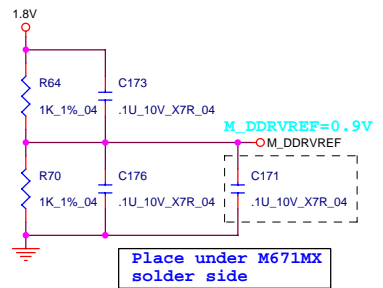 1.8V
R64
C173
1K_1%_04
.1U_10V_X7R_04
M_DDRVREF=0.9V
M_DDRVREF
R70
C176
C171
1K_1%_04
.1U_10V_X7R_04
.1U_10V_X7R_04
Place under M671MX
solder side